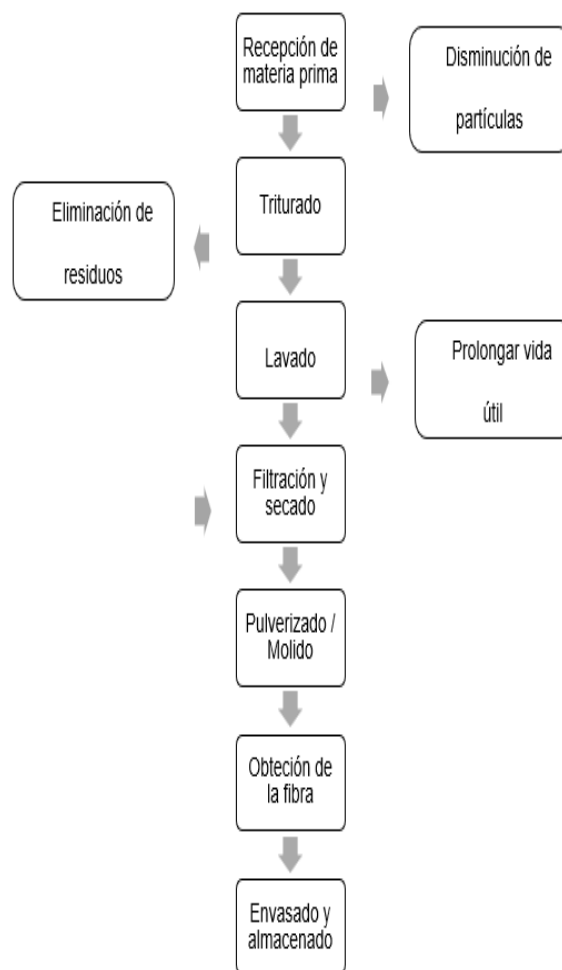 Recepción de
materia prima
Disminución de
partículas
Triturado
Eliminación de
residuos
Lavado
Prolongar vida
útil
Filtración y
secado
Pulverizado /
Molido
Obteción de
la fibra
Envasado y
almacenado